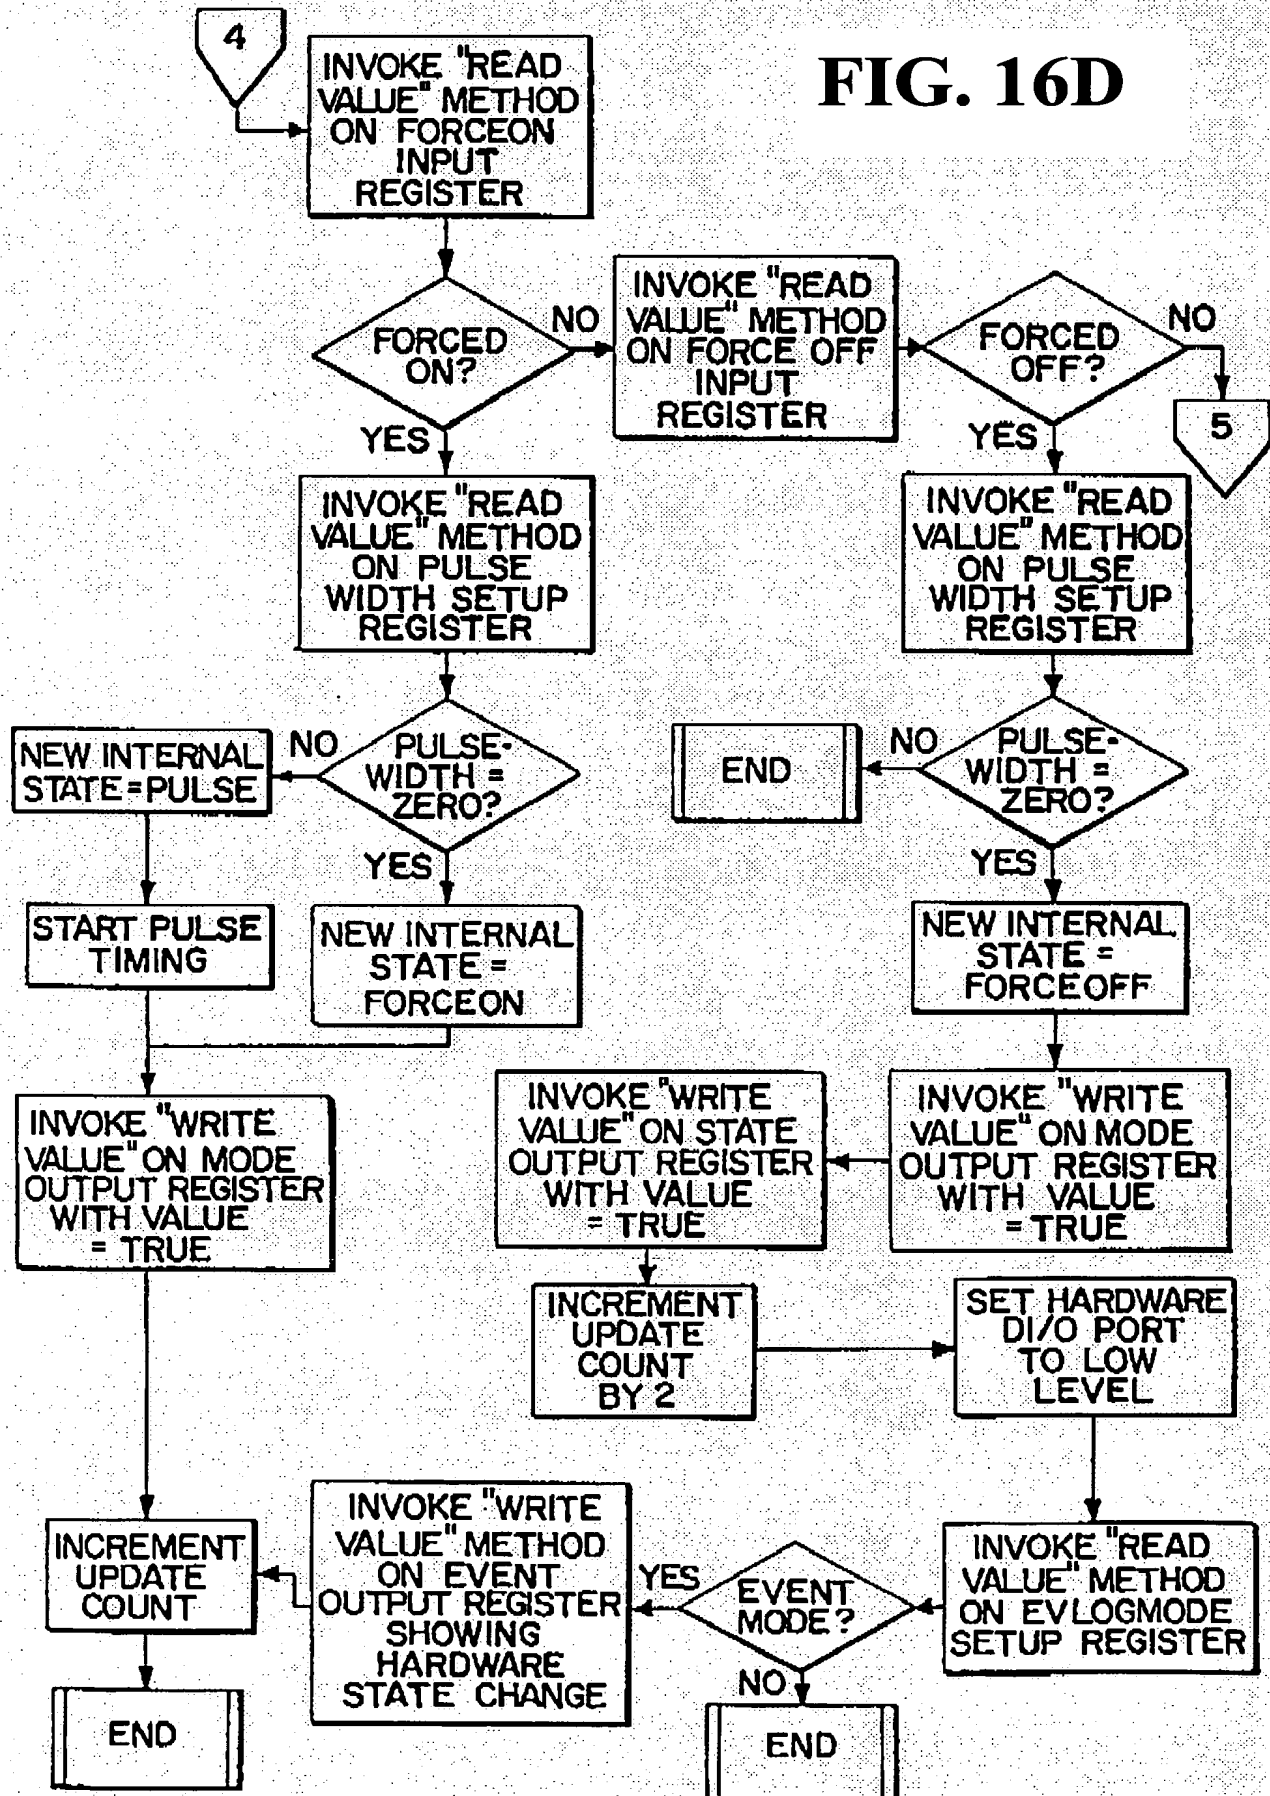 4
FIG. 16D
INVOKE "READ
VALUE" METHOD
ON FORCEON
INPUT
REGISTER
FORCED
ON?
NO
INVOKE "READ
VALUE" METHOD
ON FORCE OFF
INPUT
REGISTER
FORCED
OFF?
NO
5
YES
YES
INVOKE "READ
VALUE" METHOD
ON PULSE
WIDTH SETUP
REGISTER
INVOKE "READ
VALUE" METHOD
ON PULSE
WIDTH SETUP
REGISTER
NEW INTERNAL
STATE=PULSE
NO
PULSE-
WIDTH =
ZERO?
END
NO
PULSE-
WIDTH =
ZERO?
YES
YES
START PULSE
TIMING
NEW INTERNAL
STATE =
FORCEON
NEW INTERNAL
STATE =
FORCEOFF
INVOKE "WRITE
VALUE" ON MODE
OUTPUT REGISTER
WITH VALUE
= TRUE
INVOKE "WRITE
VALUE" ON STATE
OUTPUT REGISTER
WITH VALUE
= TRUE
INVOKE "WRITE
VALUE" ON MODE
OUTPUT REGISTER
WITH VALUE
= TRUE
INCREMENT
UPDATE
COUNT
BY 2
SET HARDWARE
DI/O PORT
TO LOW
LEVEL
INCREMENT
UPDATE
COUNT
INVOKE "WRITE
VALUE" METHOD
ON EVENT
OUTPUT REGISTER
SHOWING
HARDWARE
STATE CHANGE
YES
EVENT
MODE?
INVOKE "READ
VALUE" METHOD
ON EVLOGMODE
SETUP REGISTER
NO
END
END